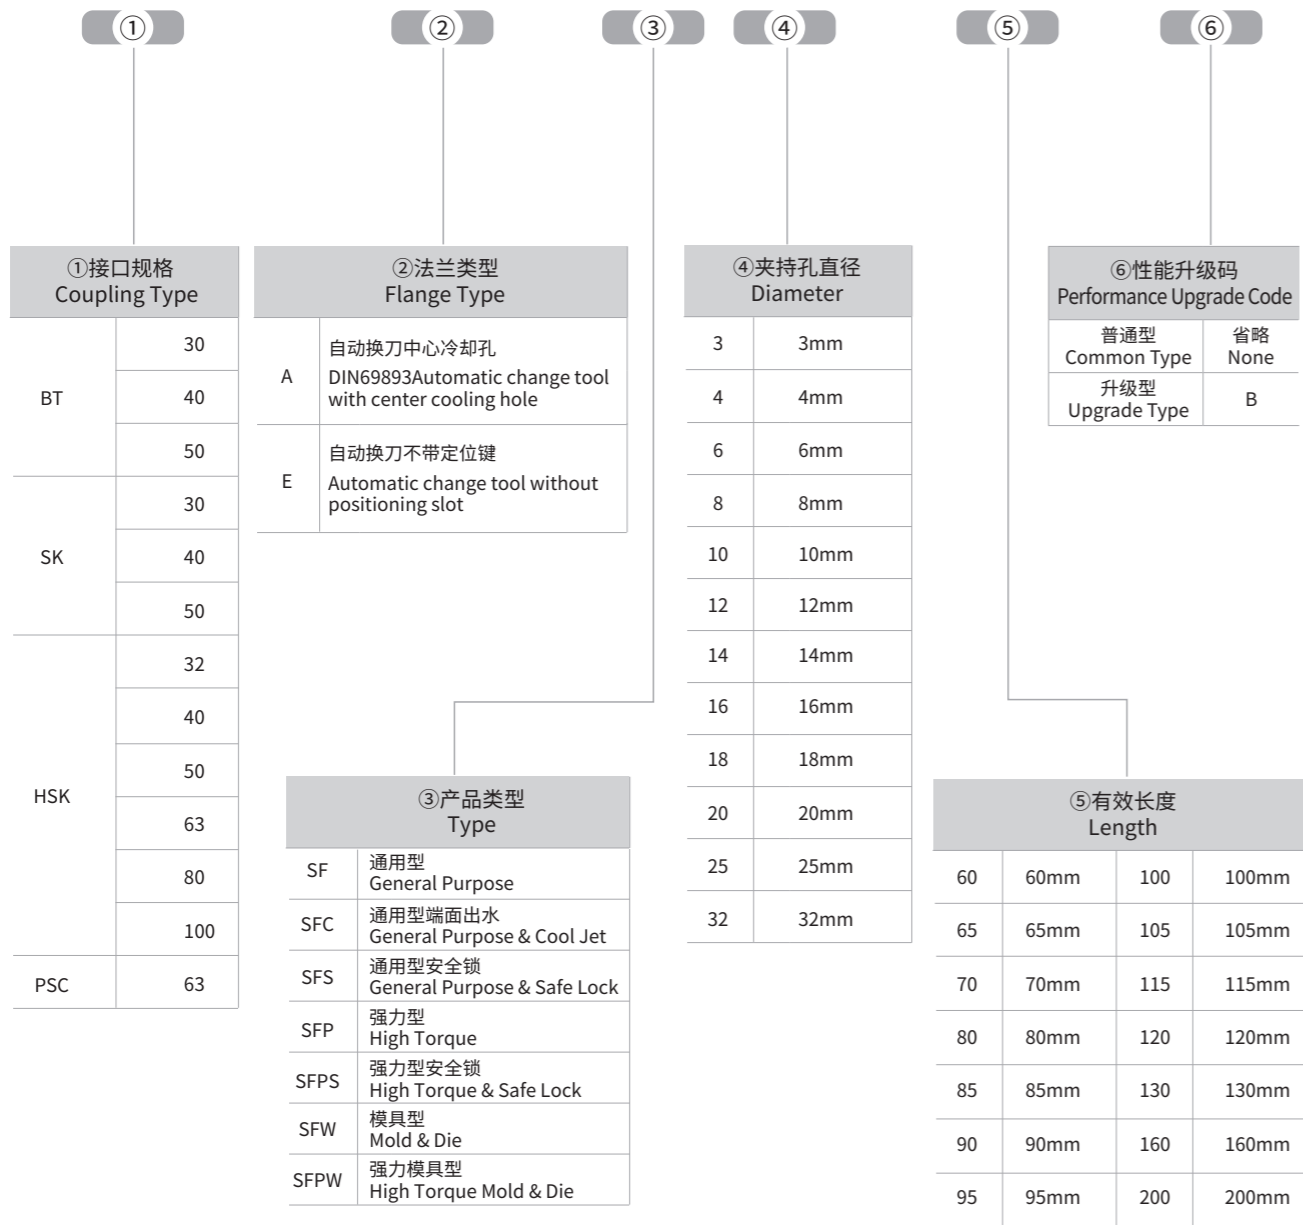 ① ② ③ ④ ⑤ ⑥
①接口规格
Coupling Type
BT
30
40
50
SK
30
40
50
HSK
32
40
50
63
80
100
PSC
63
②法兰类型
Flange Type
A
自动换刀中心冷却孔
DIN69893Automatic change tool
with center cooling hole
E
自动换刀不带定位键
Automatic change tool without
positioning slot
③产品类型
Type
SF
通用型
General Purpose
SFC
通用型端面出水
General Purpose & Cool Jet
SFS
通用型安全锁
General Purpose & Safe Lock
SFP
强力型
High Torque
SFPS
强力型安全锁
High Torque & Safe Lock
SFW
模具型
Mold & Die
SFPW
强力模具型
High Torque Mold & Die
④夹持孔直径
Diameter
3 3mm
4 4mm
6 6mm
8 8mm
10 10mm
12 12mm
14 14mm
16 16mm
18 18mm
20 20mm
25 25mm
32 32mm
⑤有效长度
Length
60 60mm 100 100mm
65 65mm 105 105mm
70 70mm 115 115mm
80 80mm 120 120mm
85 85mm 130 130mm
90 90mm 160 160mm
95 95mm 200 200mm
⑥性能升级码
Performance Upgrade Code
普通型 省略
Common Type None
升级型
Upgrade Type B